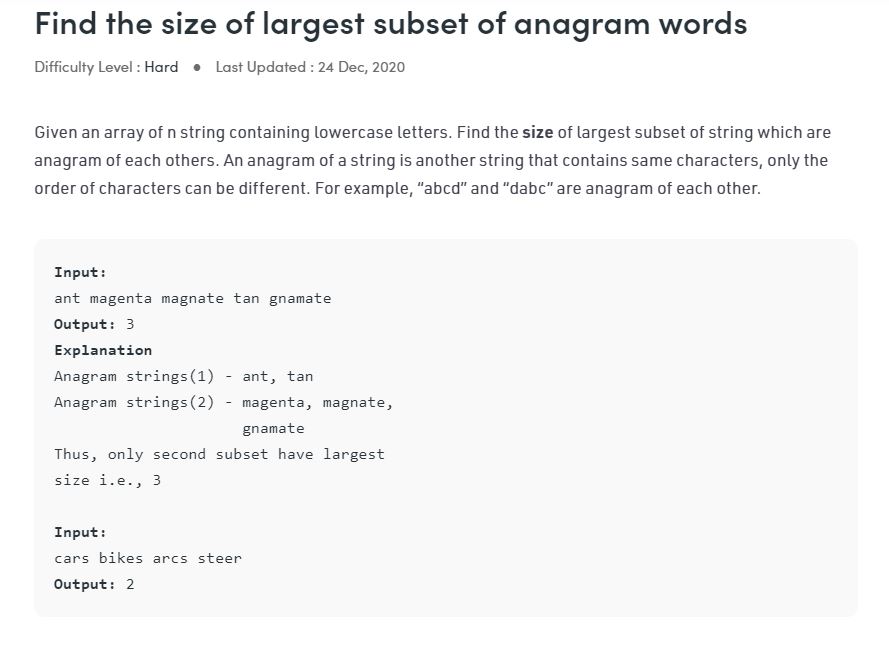 Find the size of largest subset of anagram words
Difficulty Level : Hard ● Last Updated : 24 Dec, 2020
Given an array of n string containing lowercase letters. Find the size of largest subset of string which are
anagram of each others. An anagram of a string is another string that contains same characters, only the
order of characters can be different. For example, “abcd” and “dabc” are anagram of each other.
Input:
ant magenta magnate tan gnamate
Output: 3
Explanation
Anagram strings(1) - ant, tan
Anagram strings(2) - magenta, magnate,
gnamate
Thus, only second subset have largest
size i.e., 3
Input:
cars bikes arcs steer
Output: 2